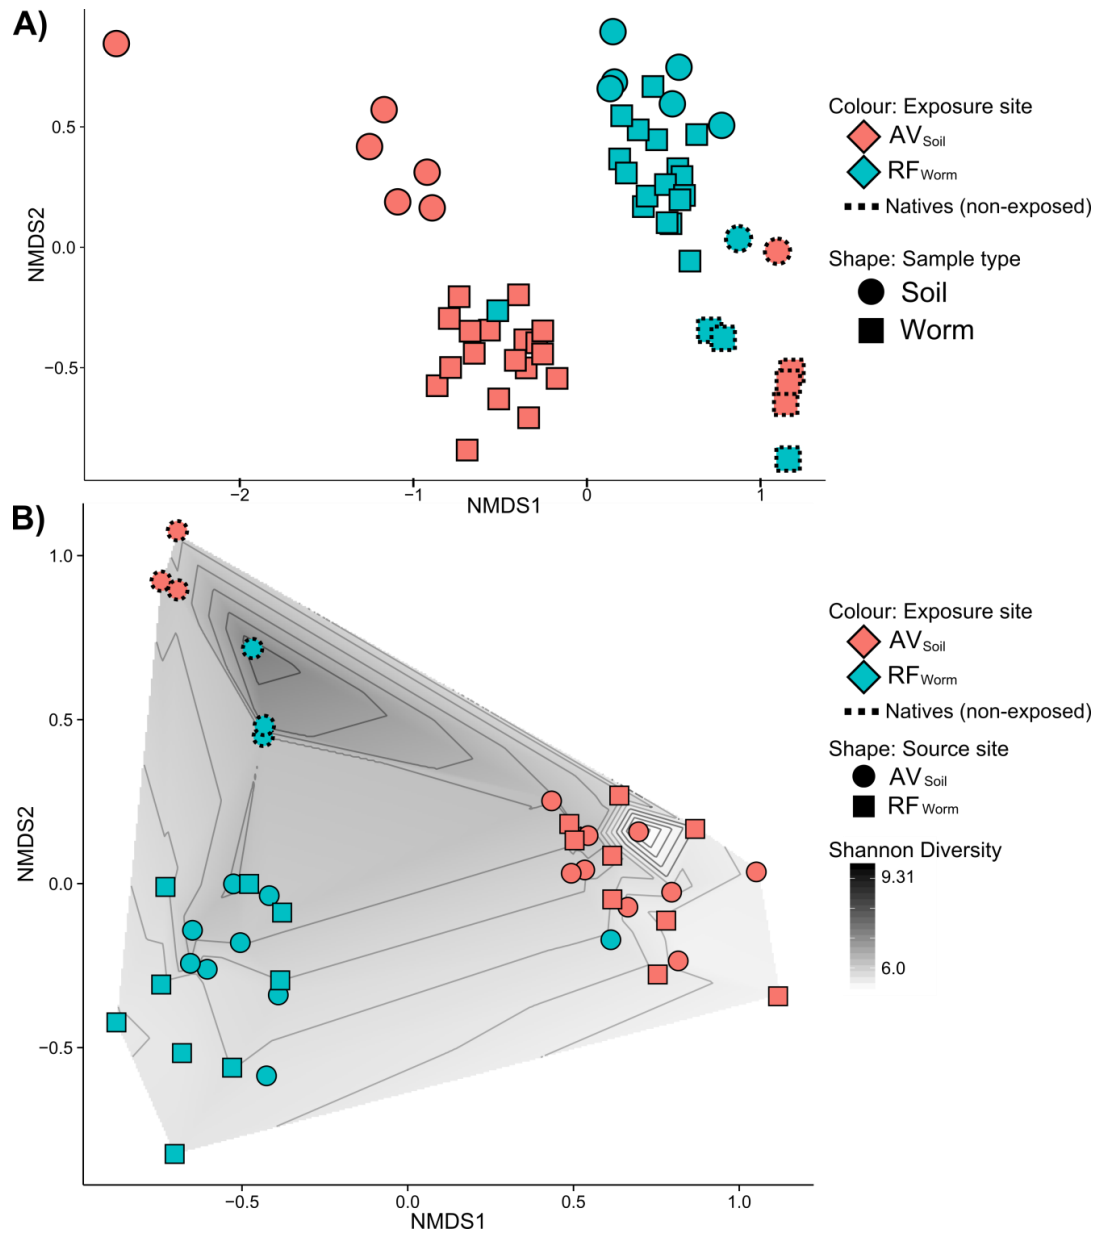 A)
Colour: Exposure site
AVSoil
RFWorm
Natives (non-exposed)
Shape: Sample type
Soil
Worm
NMDS2
0.5
0.0
−0.5
−2
−1
0
1
NMDS1
B)
Colour: Exposure site
AVSoil
RFWorm
Natives (non-exposed)
Shape: Source site
AVSoil
RFWorm
Shannon Diversity
9.31
6.0
NMDS2
1.0
0.5
0.0
−0.5
−0.5
0.0
0.5
1.0
NMDS1